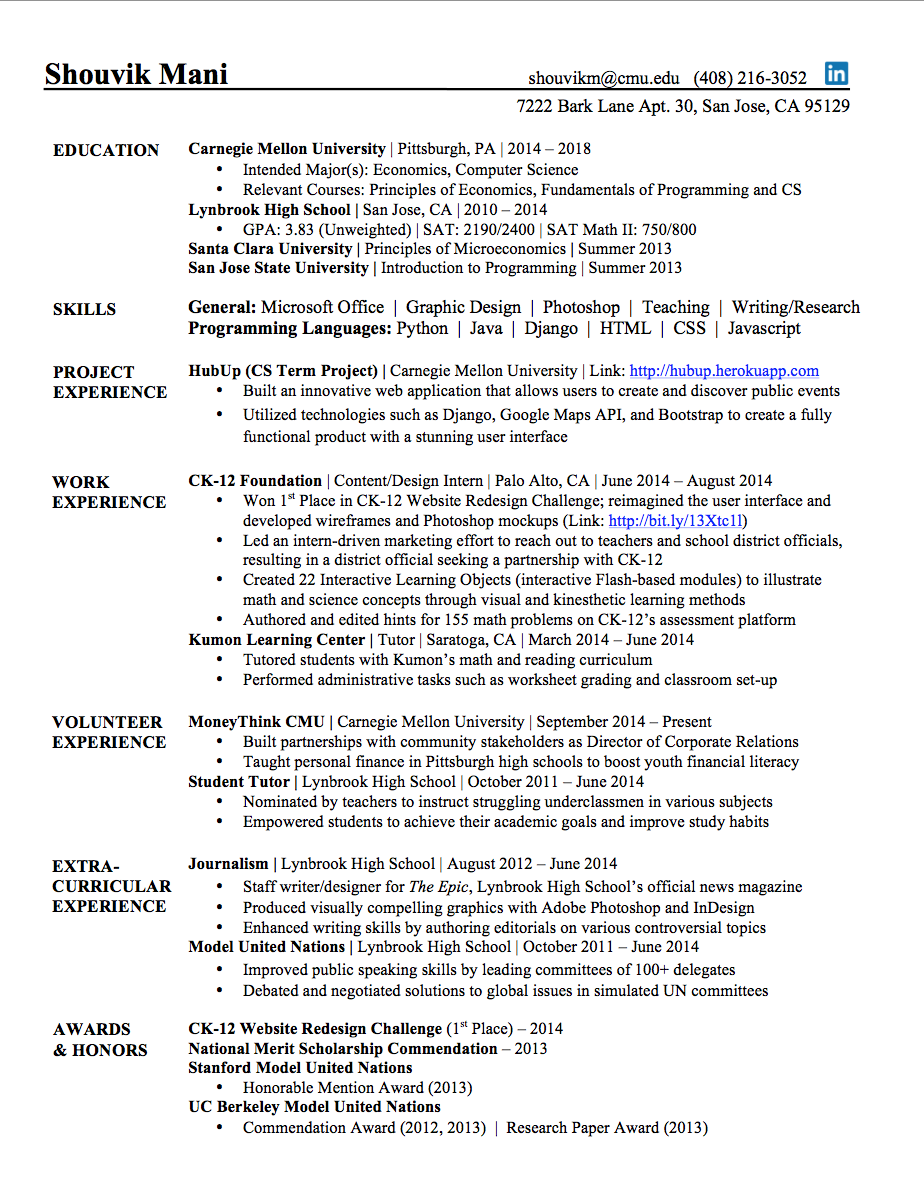 Shouvik Mani shouvikm@cmu.edu (408) 216-3052 in
7222 Bark Lane Apt. 30, San Jose, CA 95129
EDUCATION Carnegie Mellon University | Pittsburgh, PA | 2014 – 2018
• Intended Major(s): Economics, Computer Science
• Relevant Courses: Principles of Economics, Fundamentals of Programming and CS
Lynbrook High School | San Jose, CA | 2010 – 2014
• GPA: 3.83 (Unweighted) | SAT: 2190/2400 | SAT Math II: 750/800
Santa Clara University | Principles of Microeconomics | Summer 2013
San Jose State University | Introduction to Programming | Summer 2013
SKILLS General: Microsoft Office | Graphic Design | Photoshop | Teaching | Writing/Research
Programming Languages: Python | Java | Django | HTML | CSS | Javascript
PROJECT HubUp (CS Term Project) | Carnegie Mellon University | Link: http://hubup.herokuapp.com
EXPERIENCE • Built an innovative web application that allows users to create and discover public events
• Utilized technologies such as Django, Google Maps API, and Bootstrap to create a fully
functional product with a stunning user interface
WORK CK-12 Foundation | Content/Design Intern | Palo Alto, CA | June 2014 – August 2014
EXPERIENCE • Won 1st Place in CK-12 Website Redesign Challenge; reimagined the user interface and
developed wireframes and Photoshop mockups (Link: http://bit.ly/13Xtc1l)
• Led an intern-driven marketing effort to reach out to teachers and school district officials,
resulting in a district official seeking a partnership with CK-12
• Created 22 Interactive Learning Objects (interactive Flash-based modules) to illustrate
math and science concepts through visual and kinesthetic learning methods
• Authored and edited hints for 155 math problems on CK-12's assessment platform
Kumon Learning Center | Tutor | Saratoga, CA | March 2014 – June 2014
• Tutored students with Kumon's math and reading curriculum
• Performed administrative tasks such as worksheet grading and classroom set-up
VOLUNTEER MoneyThink CMU | Carnegie Mellon University | September 2014 – Present
EXPERIENCE • Built partnerships with community stakeholders as Director of Corporate Relations
• Taught personal finance in Pittsburgh high schools to boost youth financial literacy
Student Tutor | Lynbrook High School | October 2011 – June 2014
• Nominated by teachers to instruct struggling underclassmen in various subjects
• Empowered students to achieve their academic goals and improve study habits
EXTRA- Journalism | Lynbrook High School | August 2012 – June 2014
CURRICULAR • Staff writer/designer for The Epic, Lynbrook High School's official news magazine
EXPERIENCE • Produced visually compelling graphics with Adobe Photoshop and InDesign
• Enhanced writing skills by authoring editorials on various controversial topics
Model United Nations | Lynbrook High School | October 2011 – June 2014
• Improved public speaking skills by leading committees of 100+ delegates
• Debated and negotiated solutions to global issues in simulated UN committees
AWARDS CK-12 Website Redesign Challenge (1st Place) – 2014
& HONORS National Merit Scholarship Commendation – 2013
Stanford Model United Nations
• Honorable Mention Award (2013)
UC Berkeley Model United Nations
• Commendation Award (2012, 2013) | Research Paper Award (2013)